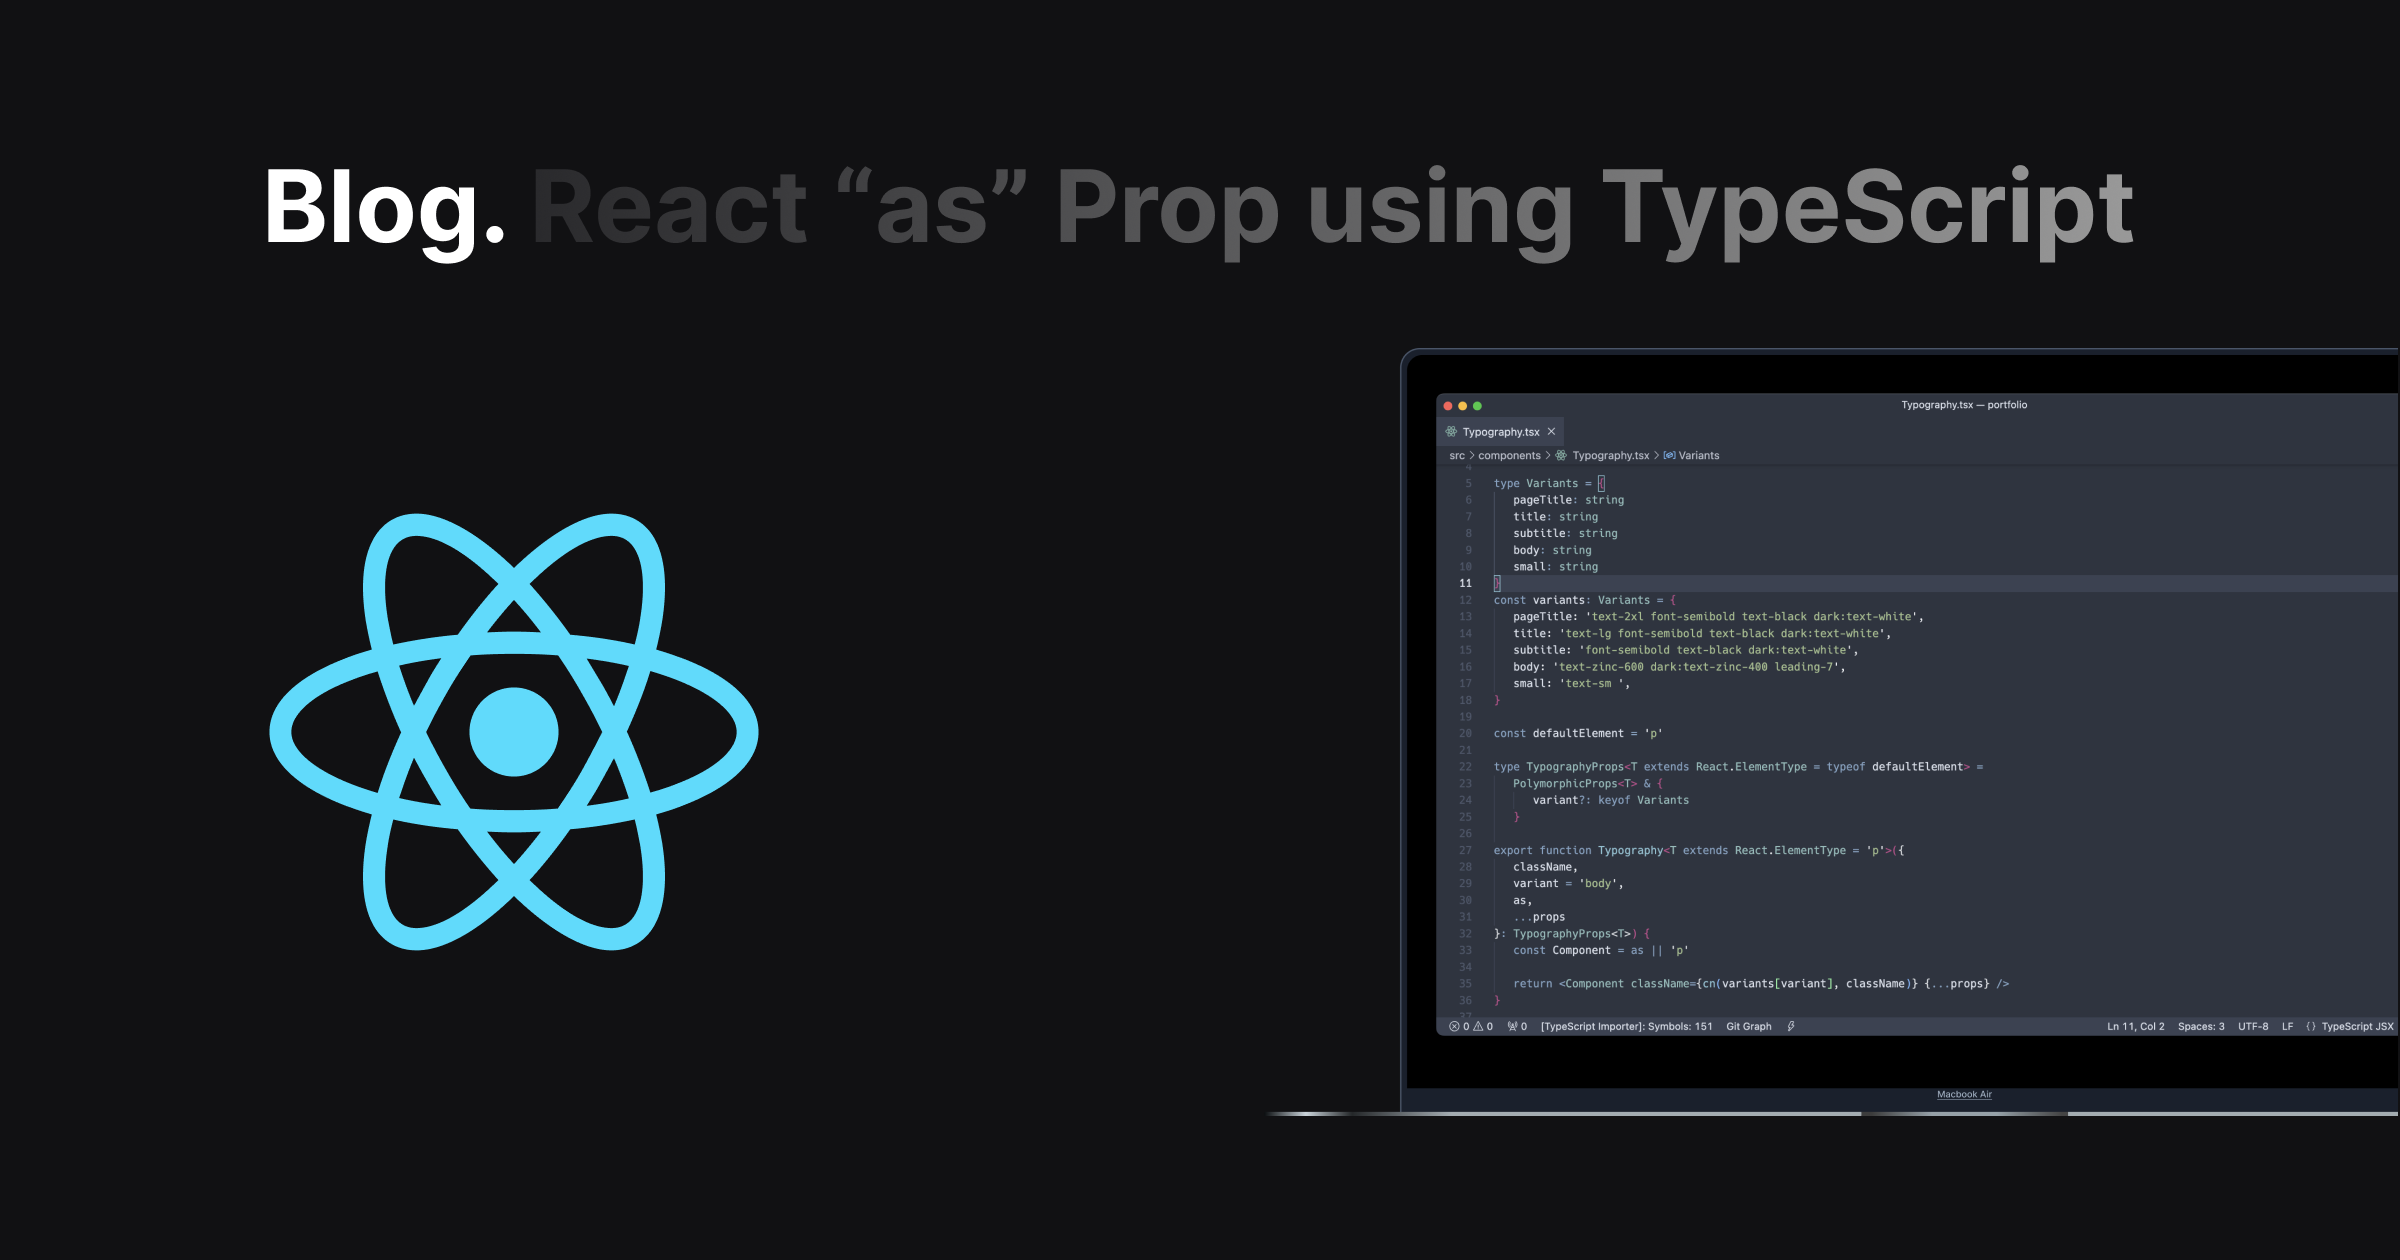 Blog. React “as” Prop using TypeScript
Typography.tsx — portfolio
Typography.tsx
src > components > Typography.tsx > Variants
4
5 type Variants = {
6 pageTitle: string
7 title: string
8 subtitle: string
9 body: string
10 small: string
11 }
12 const variants: Variants = {
13 pageTitle: 'text-2xl font-semibold text-black dark:text-white',
14 title: 'text-lg font-semibold text-black dark:text-white',
15 subtitle: 'font-semibold text-black dark:text-white',
16 body: 'text-zinc-600 dark:text-zinc-400 leading-7',
17 small: 'text-sm ',
18 }
19
20 const defaultElement = 'p'
21
22 type TypographyProps<T extends React.ElementType = typeof defaultElement> =
23 PolymorphicProps<T> & {
24 variant?: keyof Variants
25 }
26
27 export function Typography<T extends React.ElementType = 'p'>({
28 className,
29 variant = 'body',
30 as,
31 ...props
32 }: TypographyProps<T>) {
33 const Component = as || 'p'
34
35 return <Component className={cn(variants[variant], className)} {...props} />
36 }
37
0 0 0 [TypeScript Importer]: Symbols: 151 Git Graph Ln 11, Col 2 Spaces: 3 UTF-8 LF {} TypeScript JSX
Macbook Air